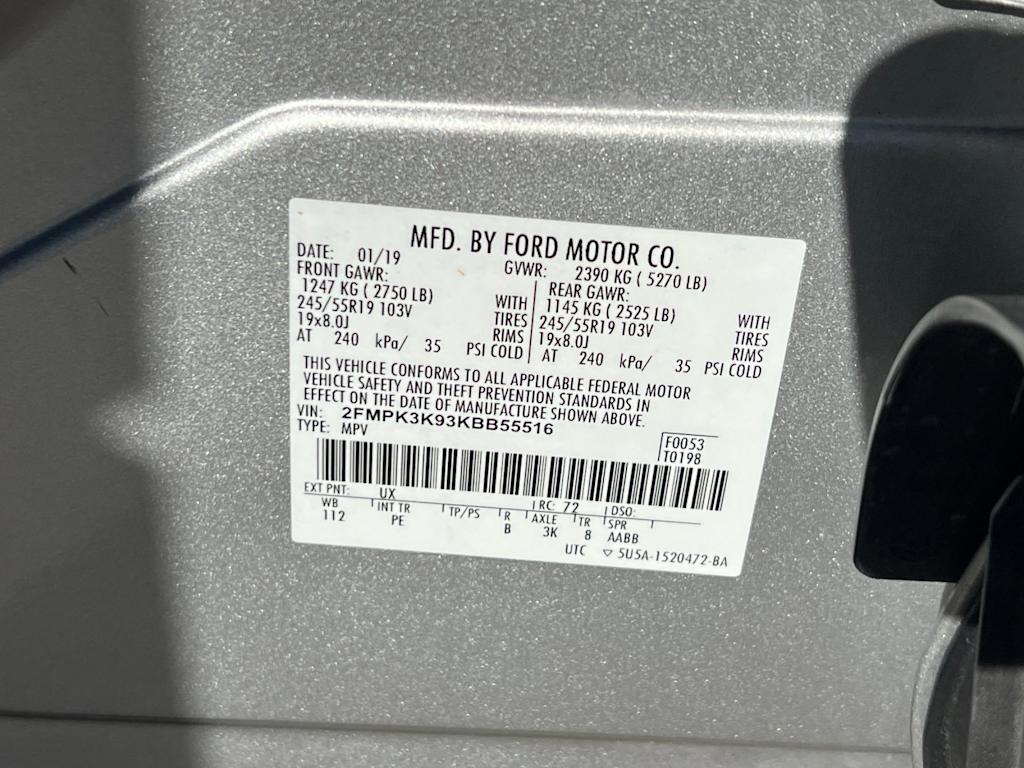 MFD. BY FORD MOTOR CO.
DATE: 01/19 GVWR: 2390 KG ( 5270 LB)
FRONT GAWR: REAR GAWR:
1247 KG ( 2750 LB) WITH 1145 KG ( 2525 LB) WITH
245/55R19 103V TIRES 245/55R19 103V TIRES
19x8.0J RIMS 19x8.0J RIMS
AT 240 kPa/ 35 PSI COLD AT 240 kPa/ 35 PSI COLD
THIS VEHICLE CONFORMS TO ALL APPLICABLE FEDERAL MOTOR
VEHICLE SAFETY AND THEFT PREVENTION STANDARDS IN
EFFECT ON THE DATE OF MANUFACTURE SHOWN ABOVE.
VIN: 2FMPK3K93KBB55516
TYPE: MPV
F0053
T0198
EXT PNT: UX RC: 72 DSO:
WB INT TR TP/PS R AXLE TR SPR
112 PE B 3K 8 AABB
UTC ▽ 5U5A-1520472-BA